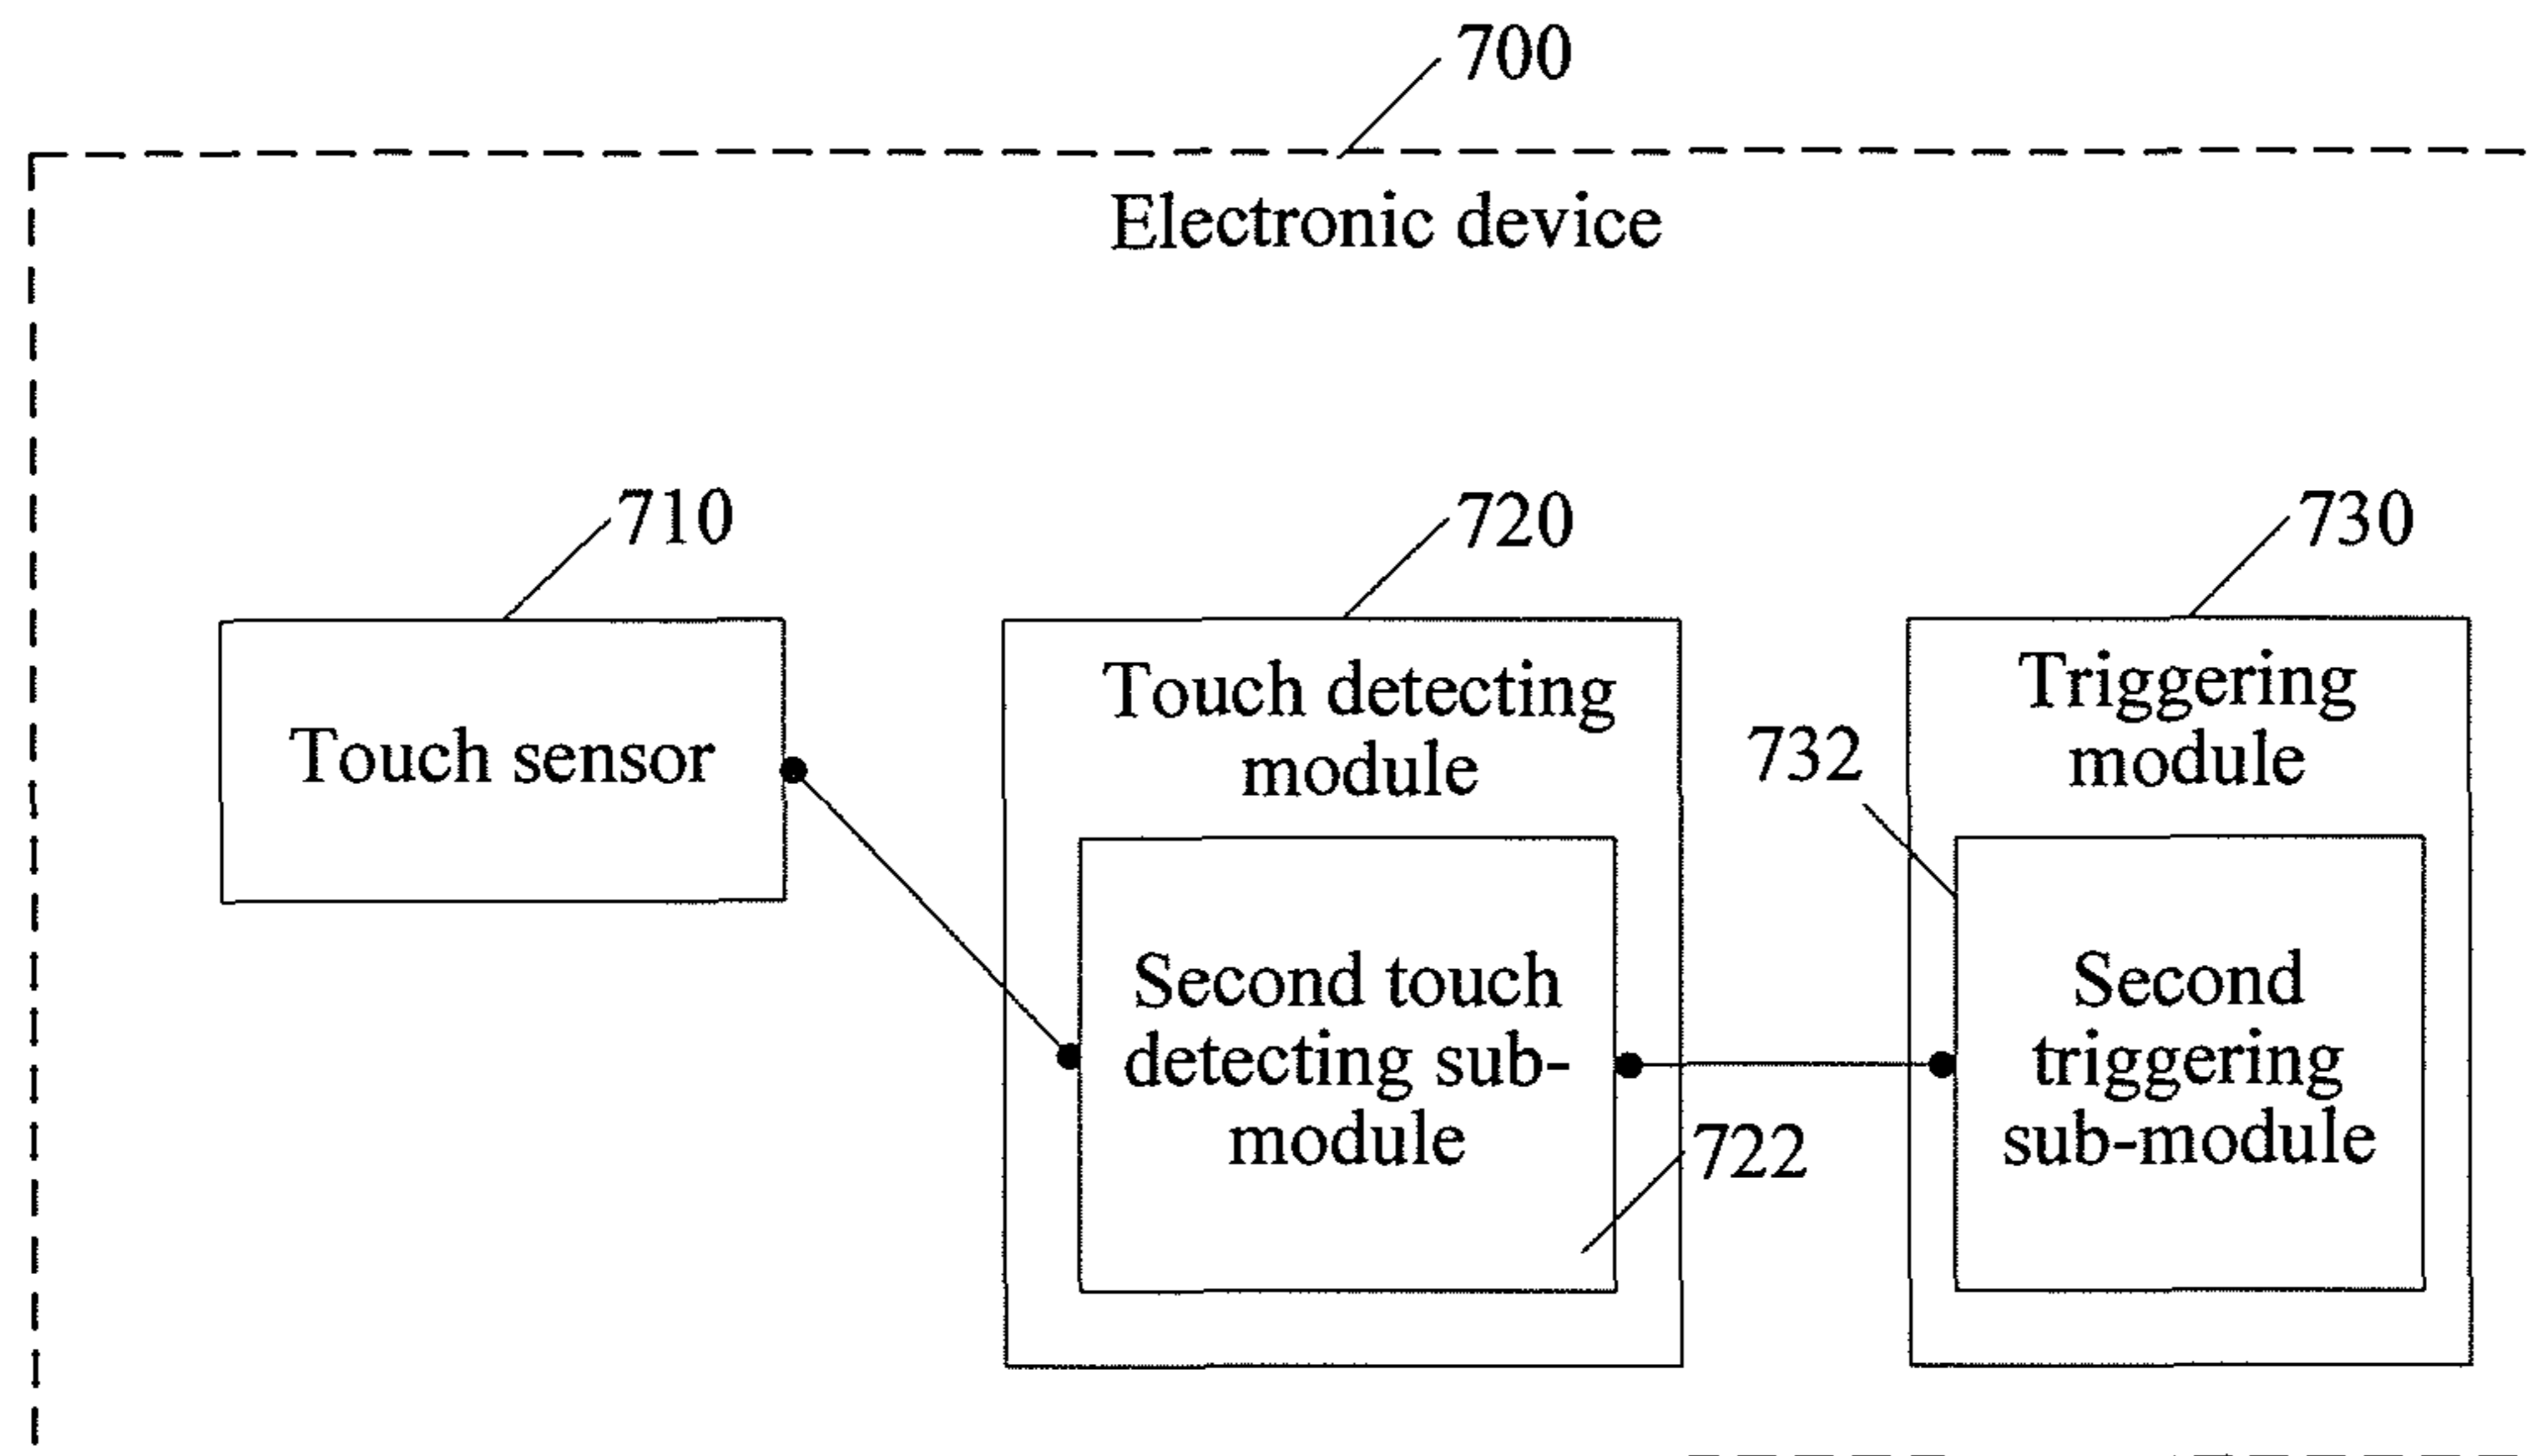 700
Electronic device
710
720
730
Touch sensor
Touch detecting
module
732
Triggering
module
Second touch
detecting sub-
module
722
Second
triggering
sub-module